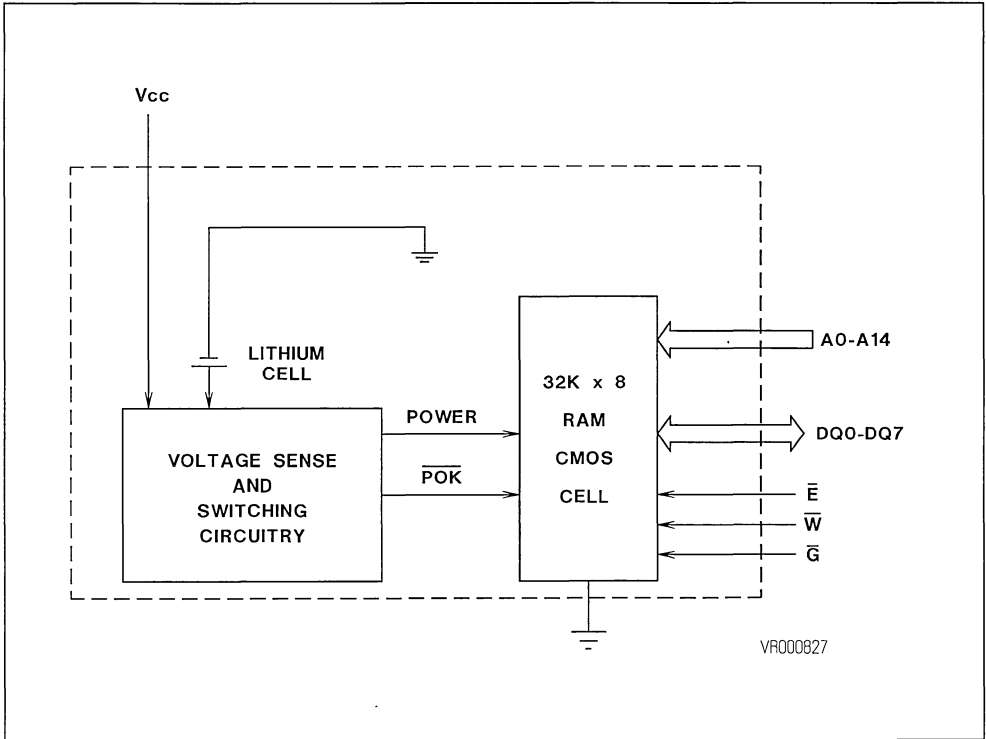 Vcc
LITHIUM
CELL
VOLTAGE SENSE
AND
SWITCHING
CIRCUITRY
POWER
P̅O̅K̅
32K x 8
RAM
CMOS
CELL
A0-A14
DQ0-DQ7
E̅
W̅
G̅
VR000827